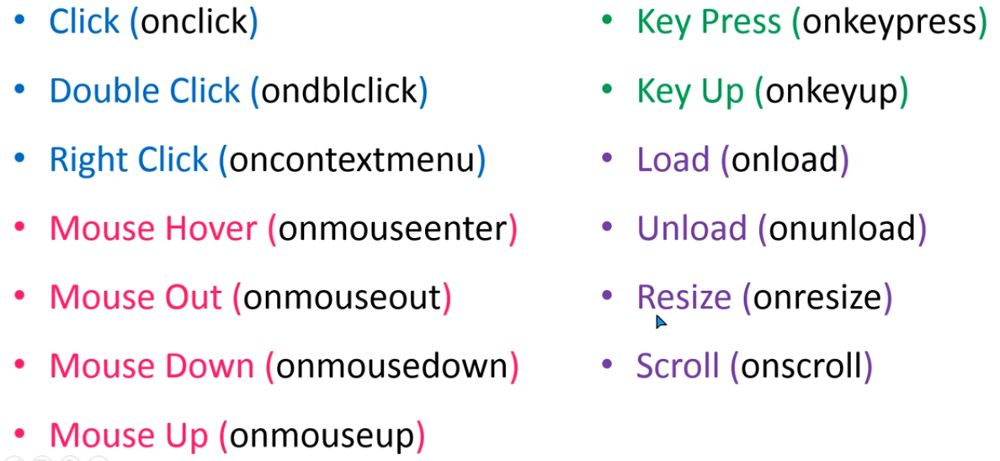 • Click (onclick)
• Double Click (ondblclick)
• Right Click (oncontextmenu)
• Mouse Hover (onmouseenter)
• Mouse Out (onmouseout)
• Mouse Down (onmousedown)
• Mouse Up (onmouseup)
• Key Press (onkeypress)
• Key Up (onkeyup)
• Load (onload)
• Unload (onunload)
• Resize (onresize)
• Scroll (onscroll)